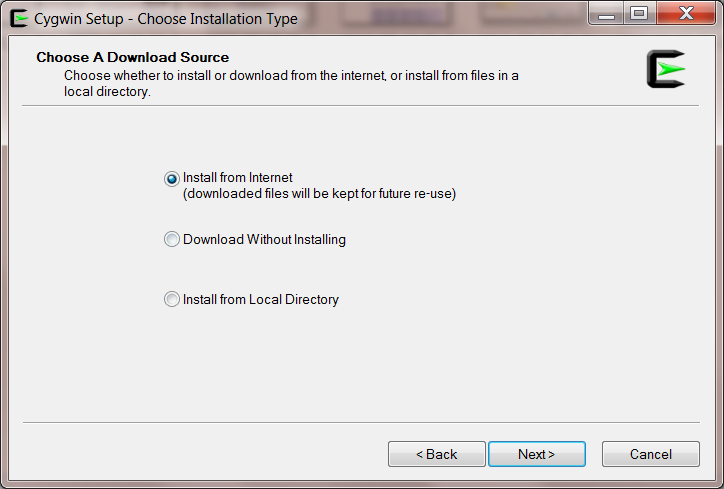 Cygwin Setup - Choose Installation Type
Choose A Download Source
Choose whether to install or download from the internet, or install from files in a
local directory.
Install from Internet
(downloaded files will be kept for future re-use)
Download Without Installing
Install from Local Directory
< Back
Next >
Cancel